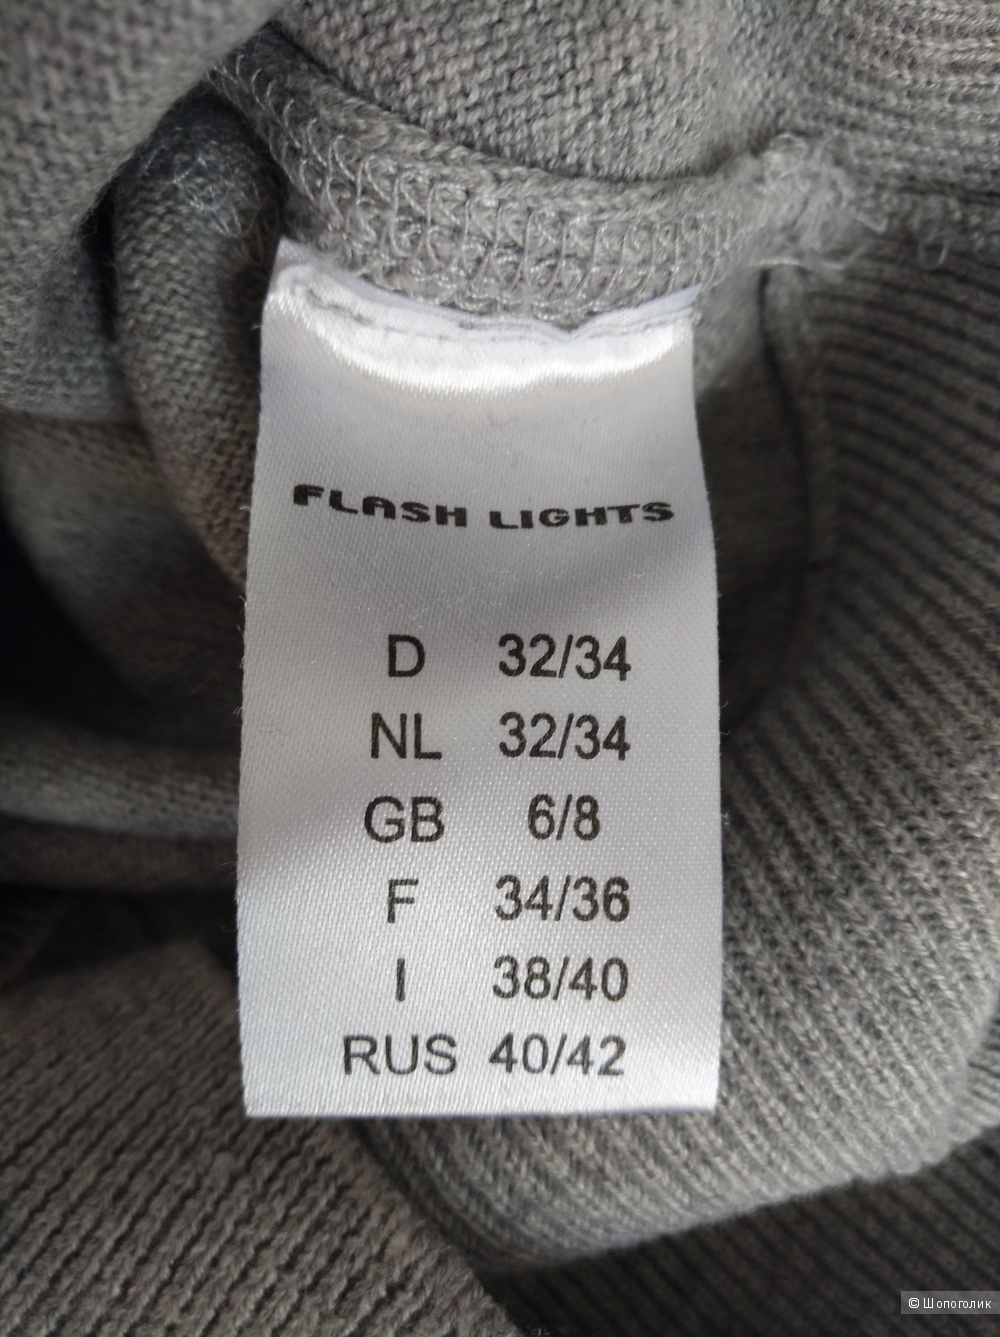 FLASH LIGHTS
D 32/34
NL 32/34
GB 6/8
F 34/36
I 38/40
RUS 40/42
© Шопоголик